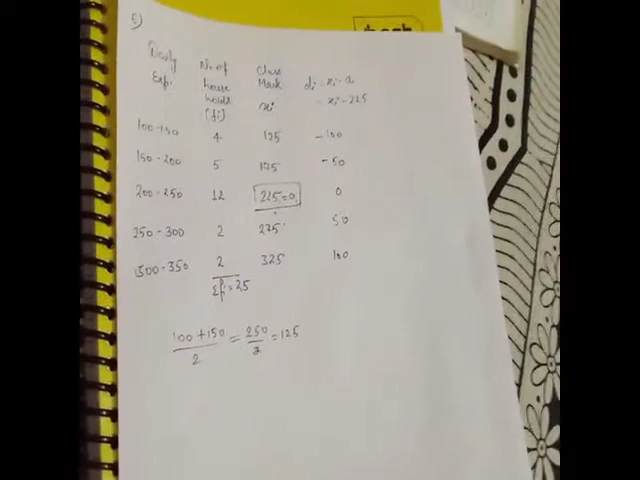 5)
Daily Exp.
No of house holds (fi)
Class Mark xi
di = xi - a
= xi - 225
100-150 4 125 -100
150-200 5 175 -50
200-250 12 225=a 0
250-300 2 275 50
300-350 2 325 100
Σfi = 25
100+150/2 = 250/2 = 125